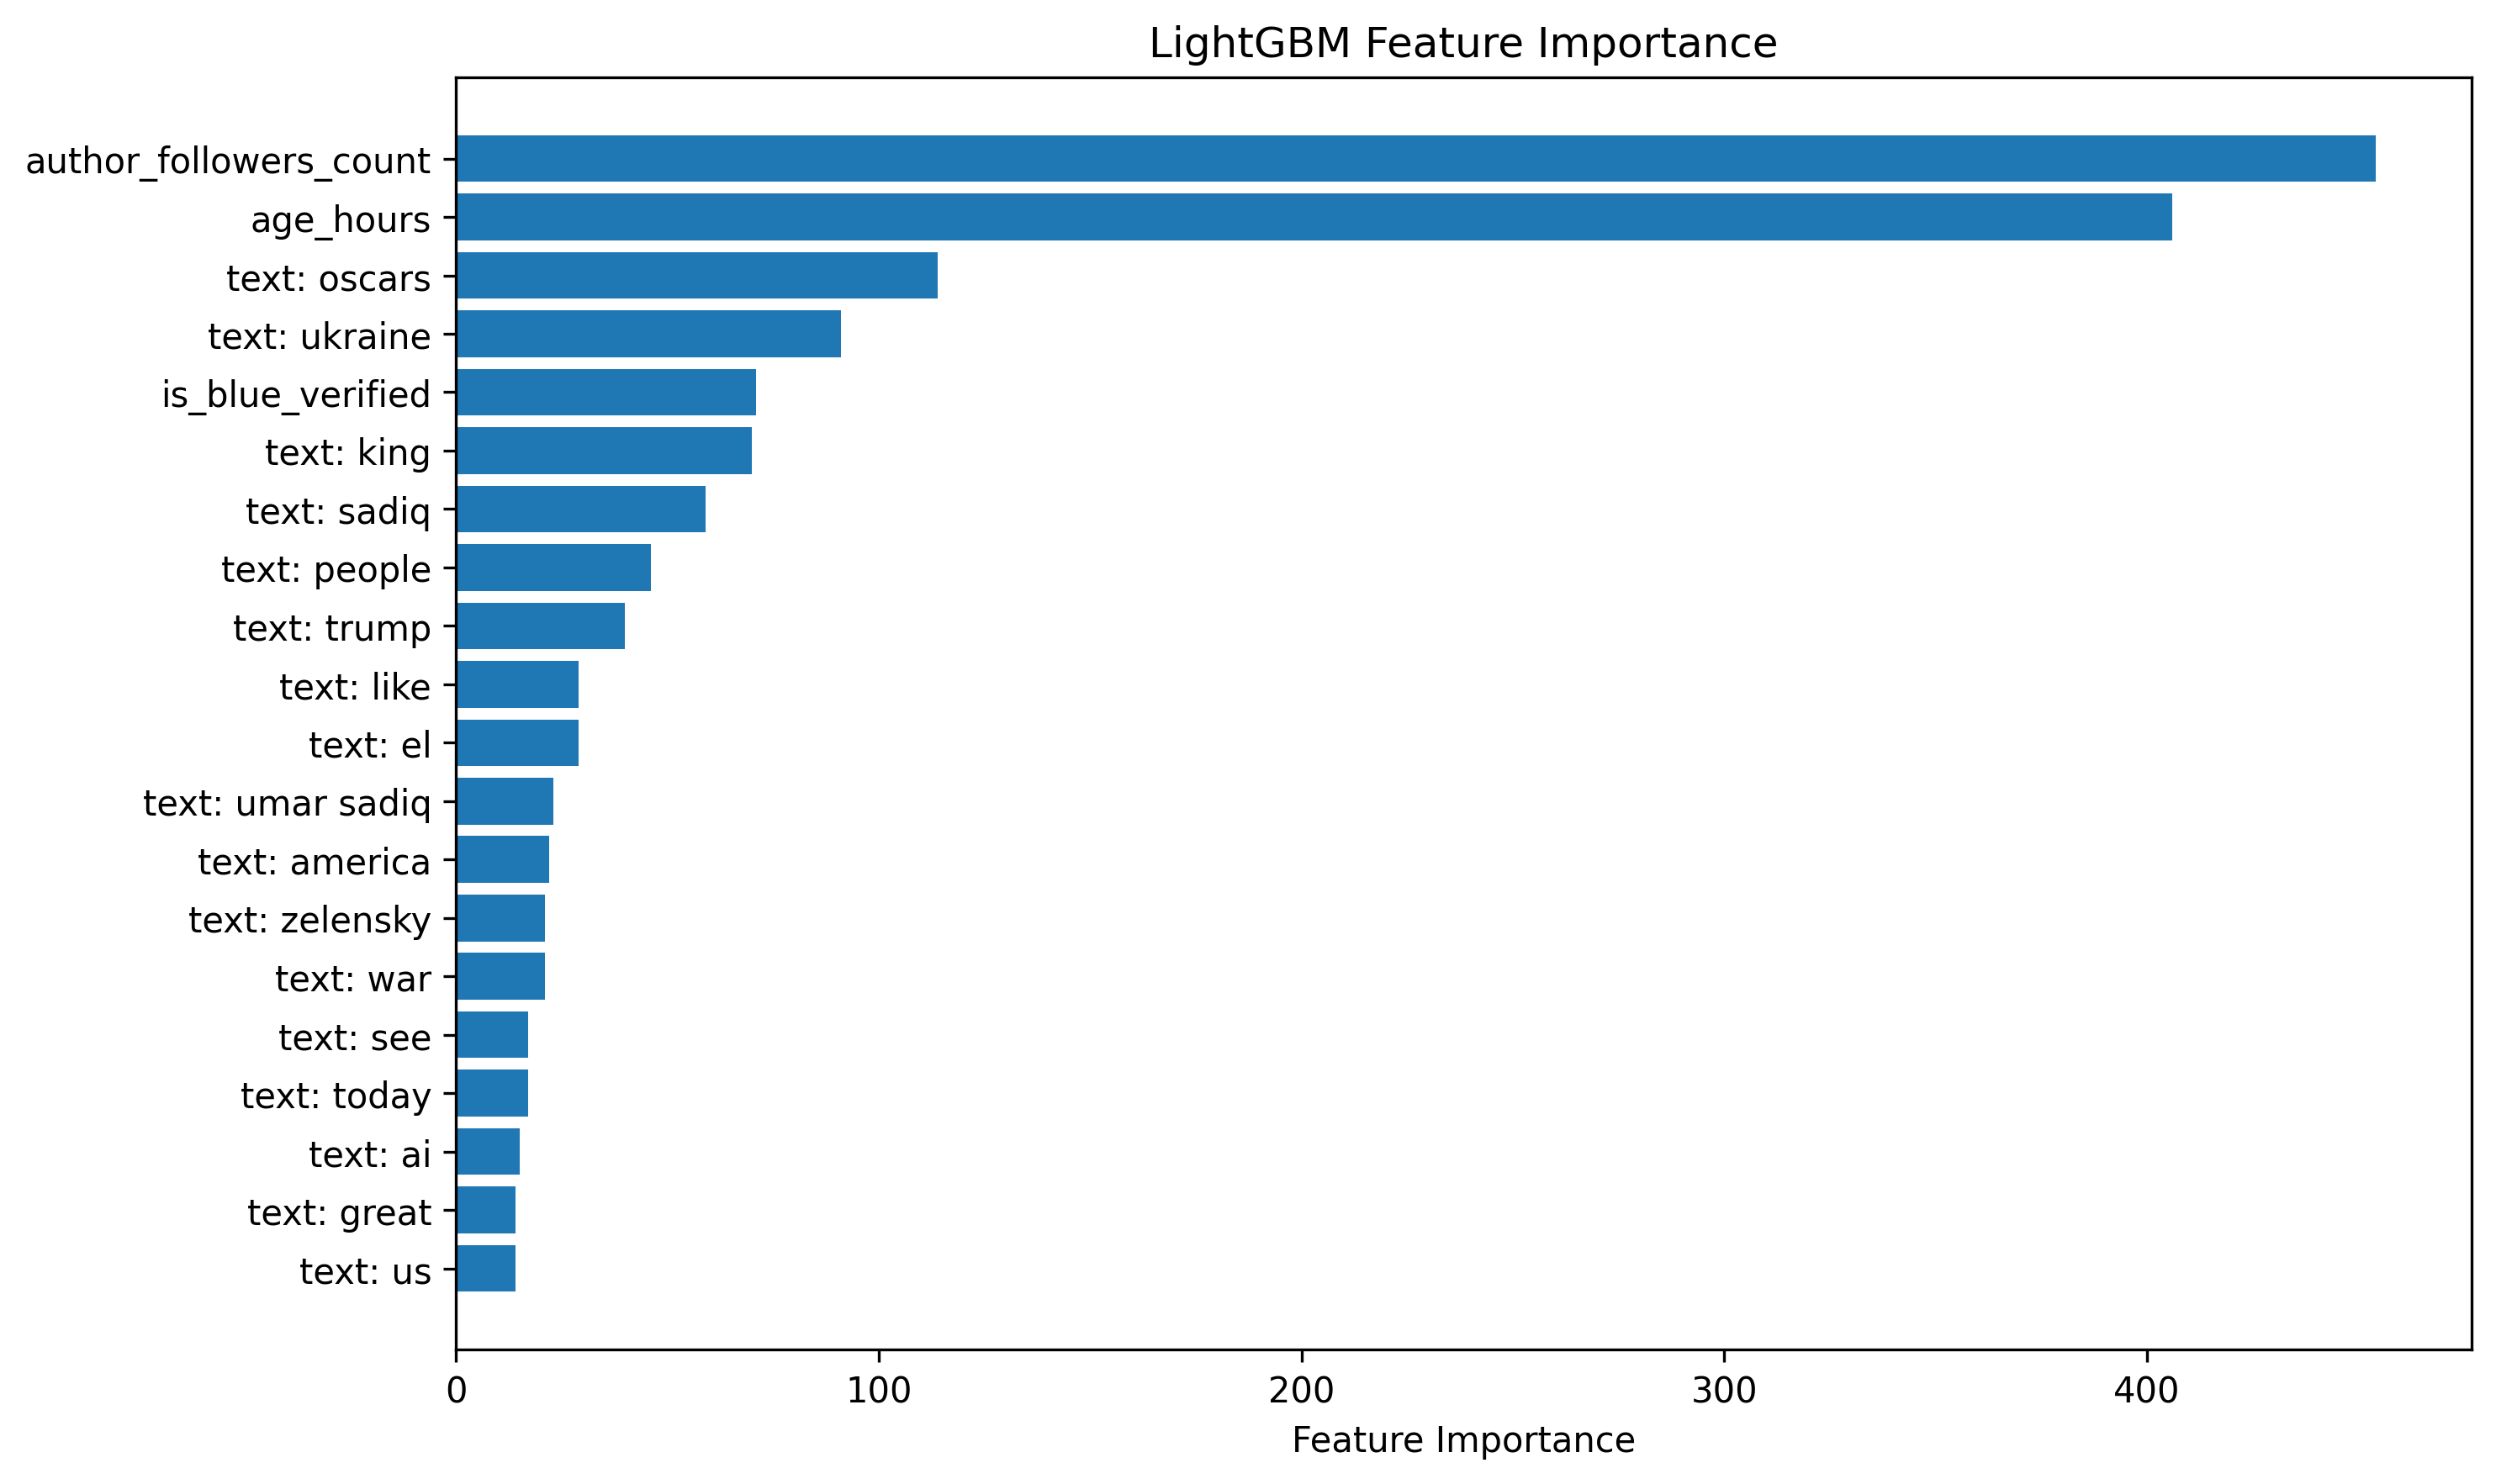 LightGBM Feature Importance
author_followers_count
age_hours
text: oscars
text: ukraine
is_blue_verified
text: king
text: sadiq
text: people
text: trump
text: like
text: el
text: umar sadiq
text: america
text: zelensky
text: war
text: see
text: today
text: ai
text: great
text: us
0 100 200 300 400
Feature Importance